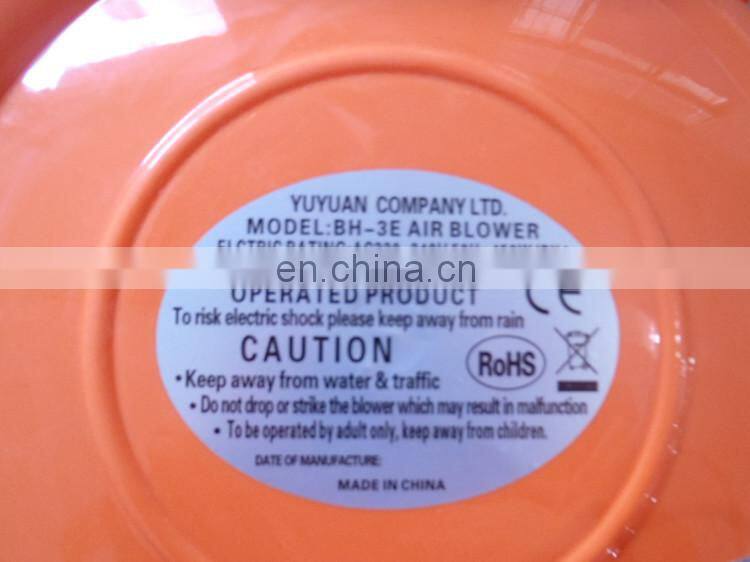 YUYUAN COMPANY LTD.
MODEL:BH-3E AIR BLOWER
ELCTRIC RATING:
en.china.cn
OPERATED PRODUCT
CE
To risk electric shock please keep away from rain
CAUTION
RoHS
•Keep away from water & traffic
• Do not drop or strike the blower which may result in malfunction
• To be operated by adult only, keep away from children.
DATE OF MANUFACTURE:
MADE IN CHINA